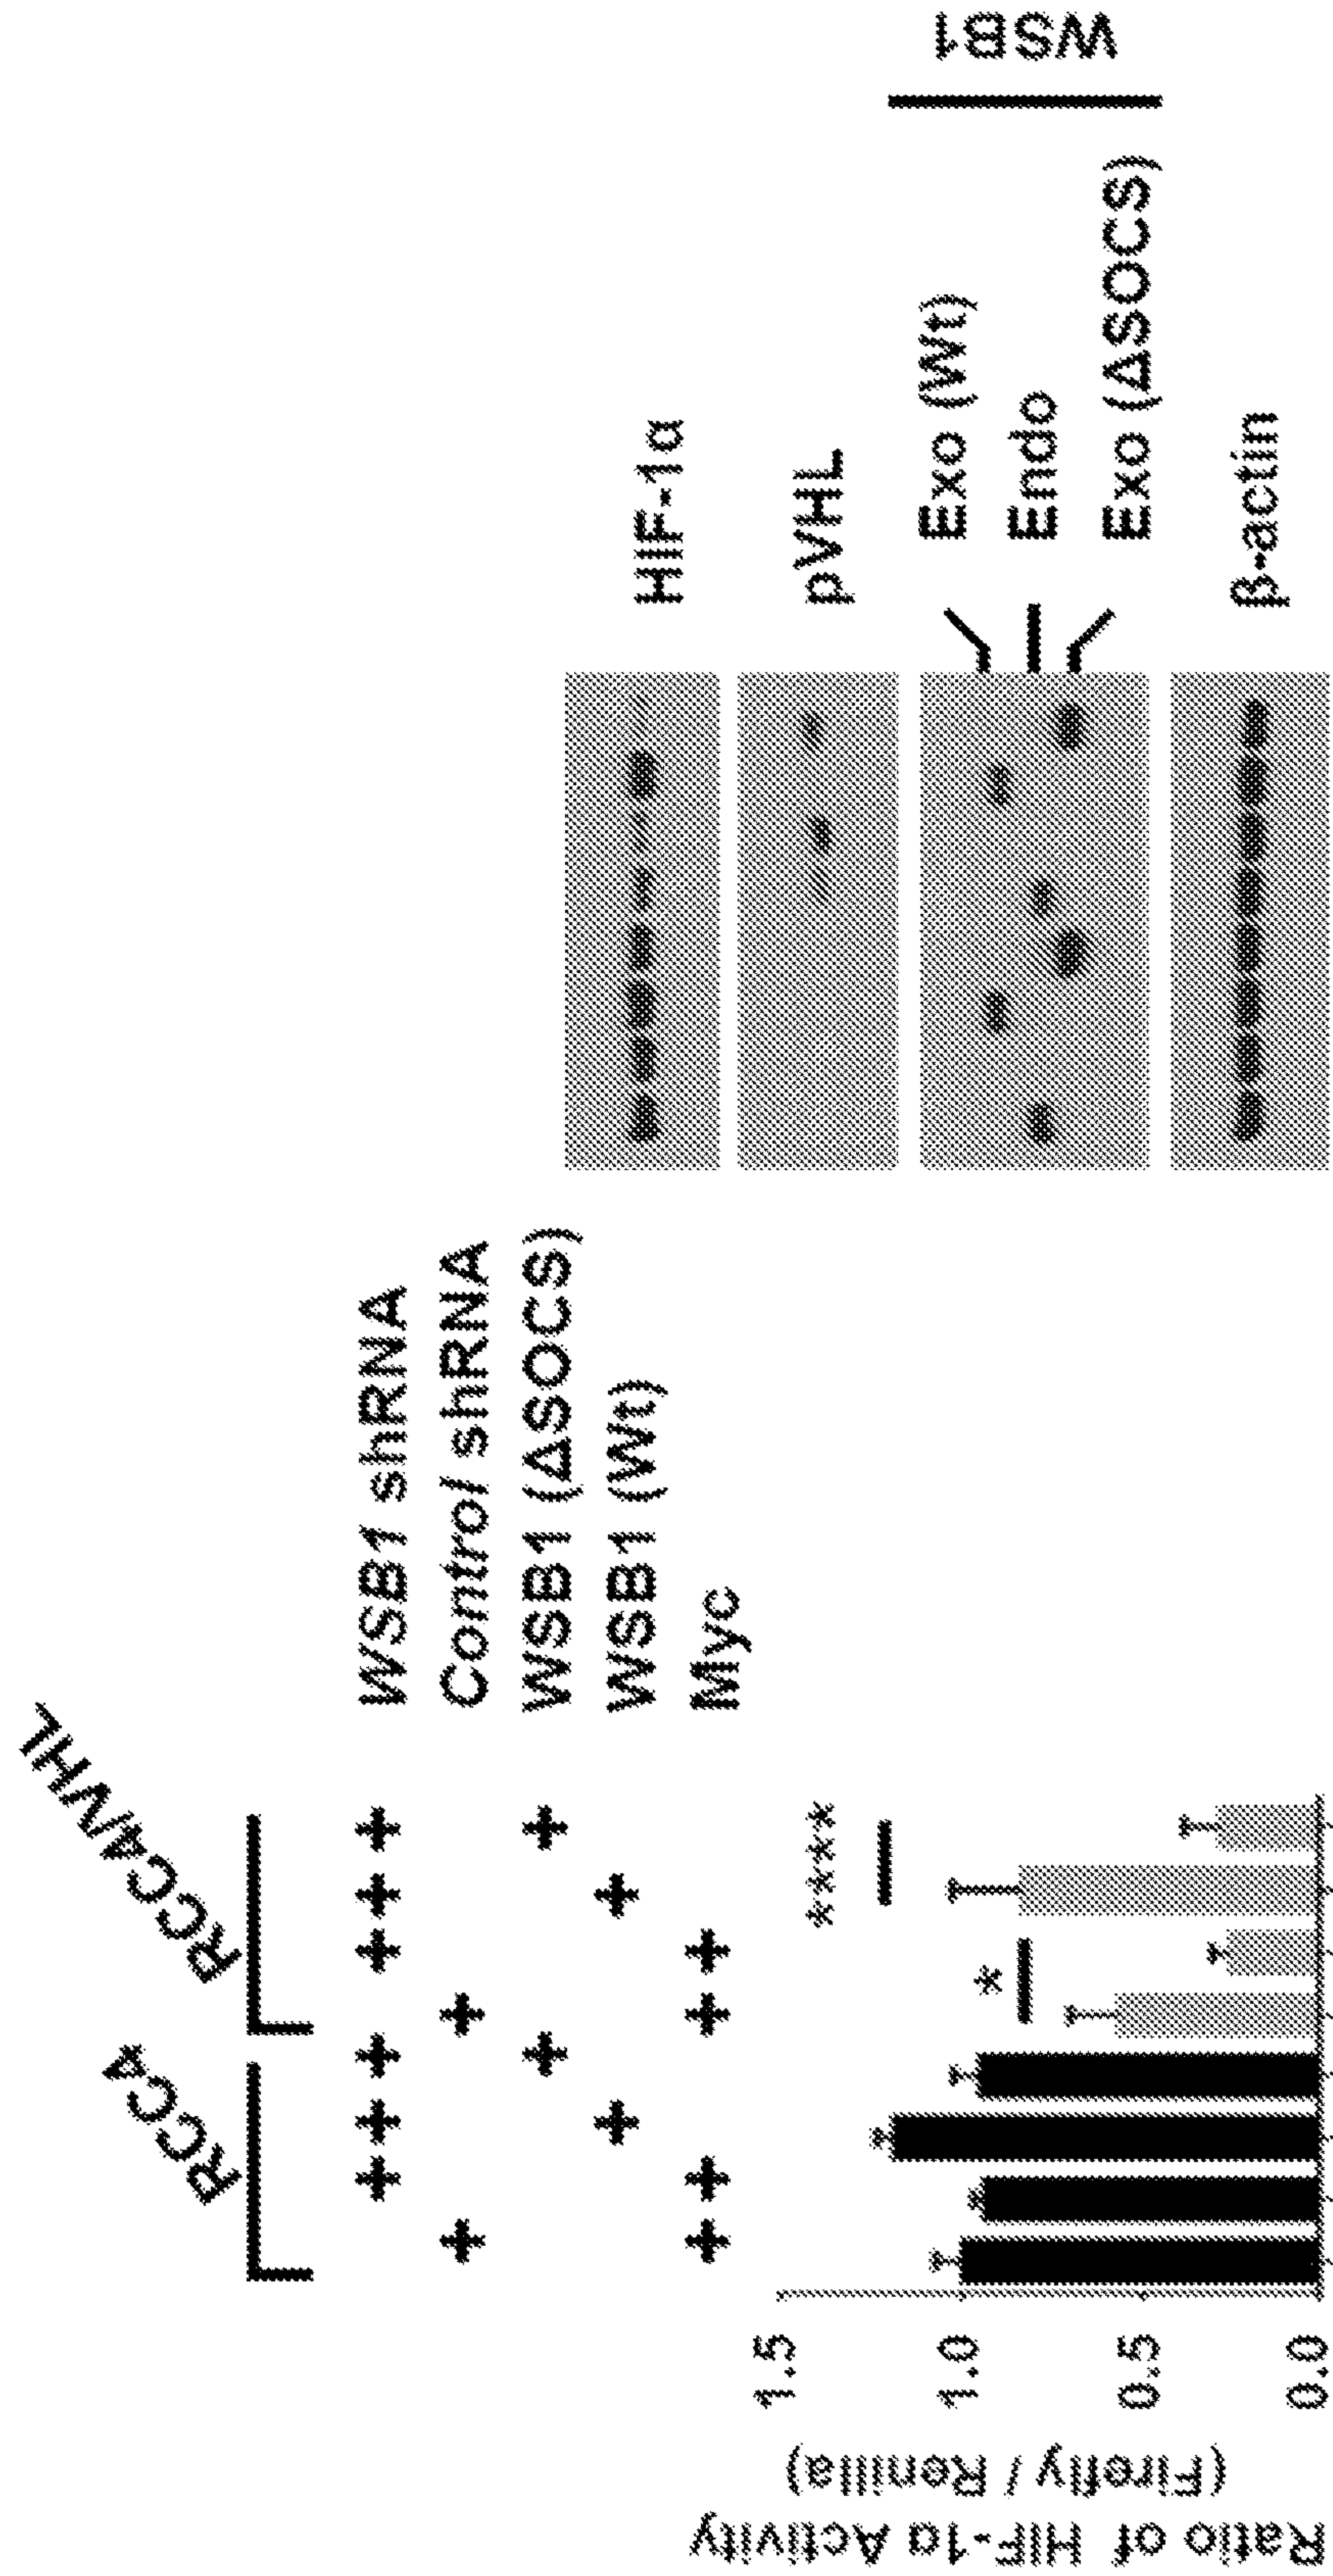 RCC4
RCC4/VHL
+ + + + + + WSB1 shRNA
+ + Control shRNA
+ + WSB1 (ΔSOCS)
+ + WSB1 (Wt)
+ + + + Myc
Ratio of HIF-1α Activity
(Firefly / Renilla)
1.5
1.0
0.5
0.0
*
****
HIF-1α
pVHL
Exo (Wt)
Endo
Exo (ΔSOCS)
WSB1
β-actin